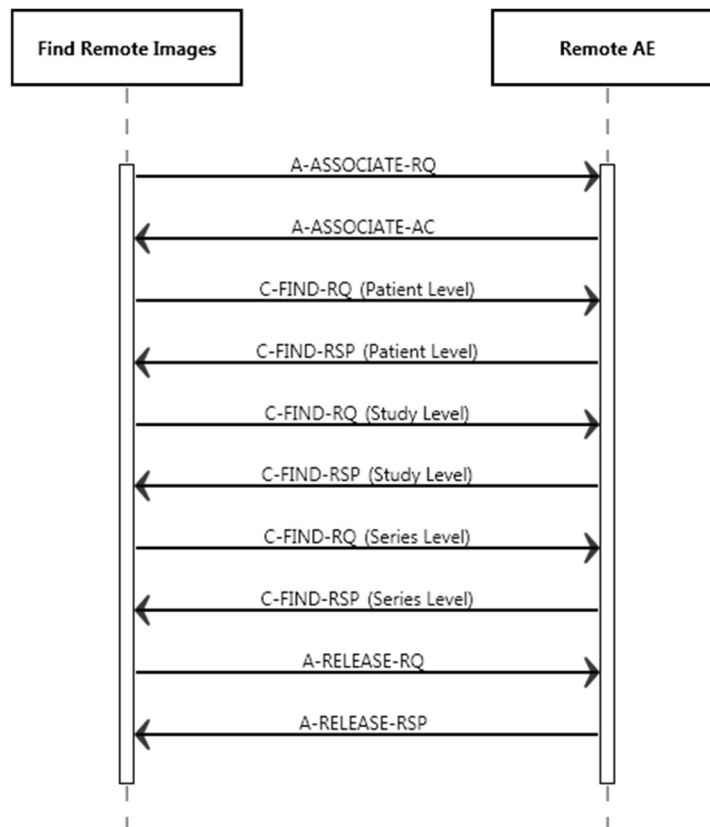 Find Remote Images
Remote AE
A-ASSOCIATE-RQ
A-ASSOCIATE-AC
C-FIND-RQ (Patient Level)
C-FIND-RSP (Patient Level)
C-FIND-RQ (Study Level)
C-FIND-RSP (Study Level)
C-FIND-RQ (Series Level)
C-FIND-RSP (Series Level)
A-RELEASE-RQ
A-RELEASE-RSP